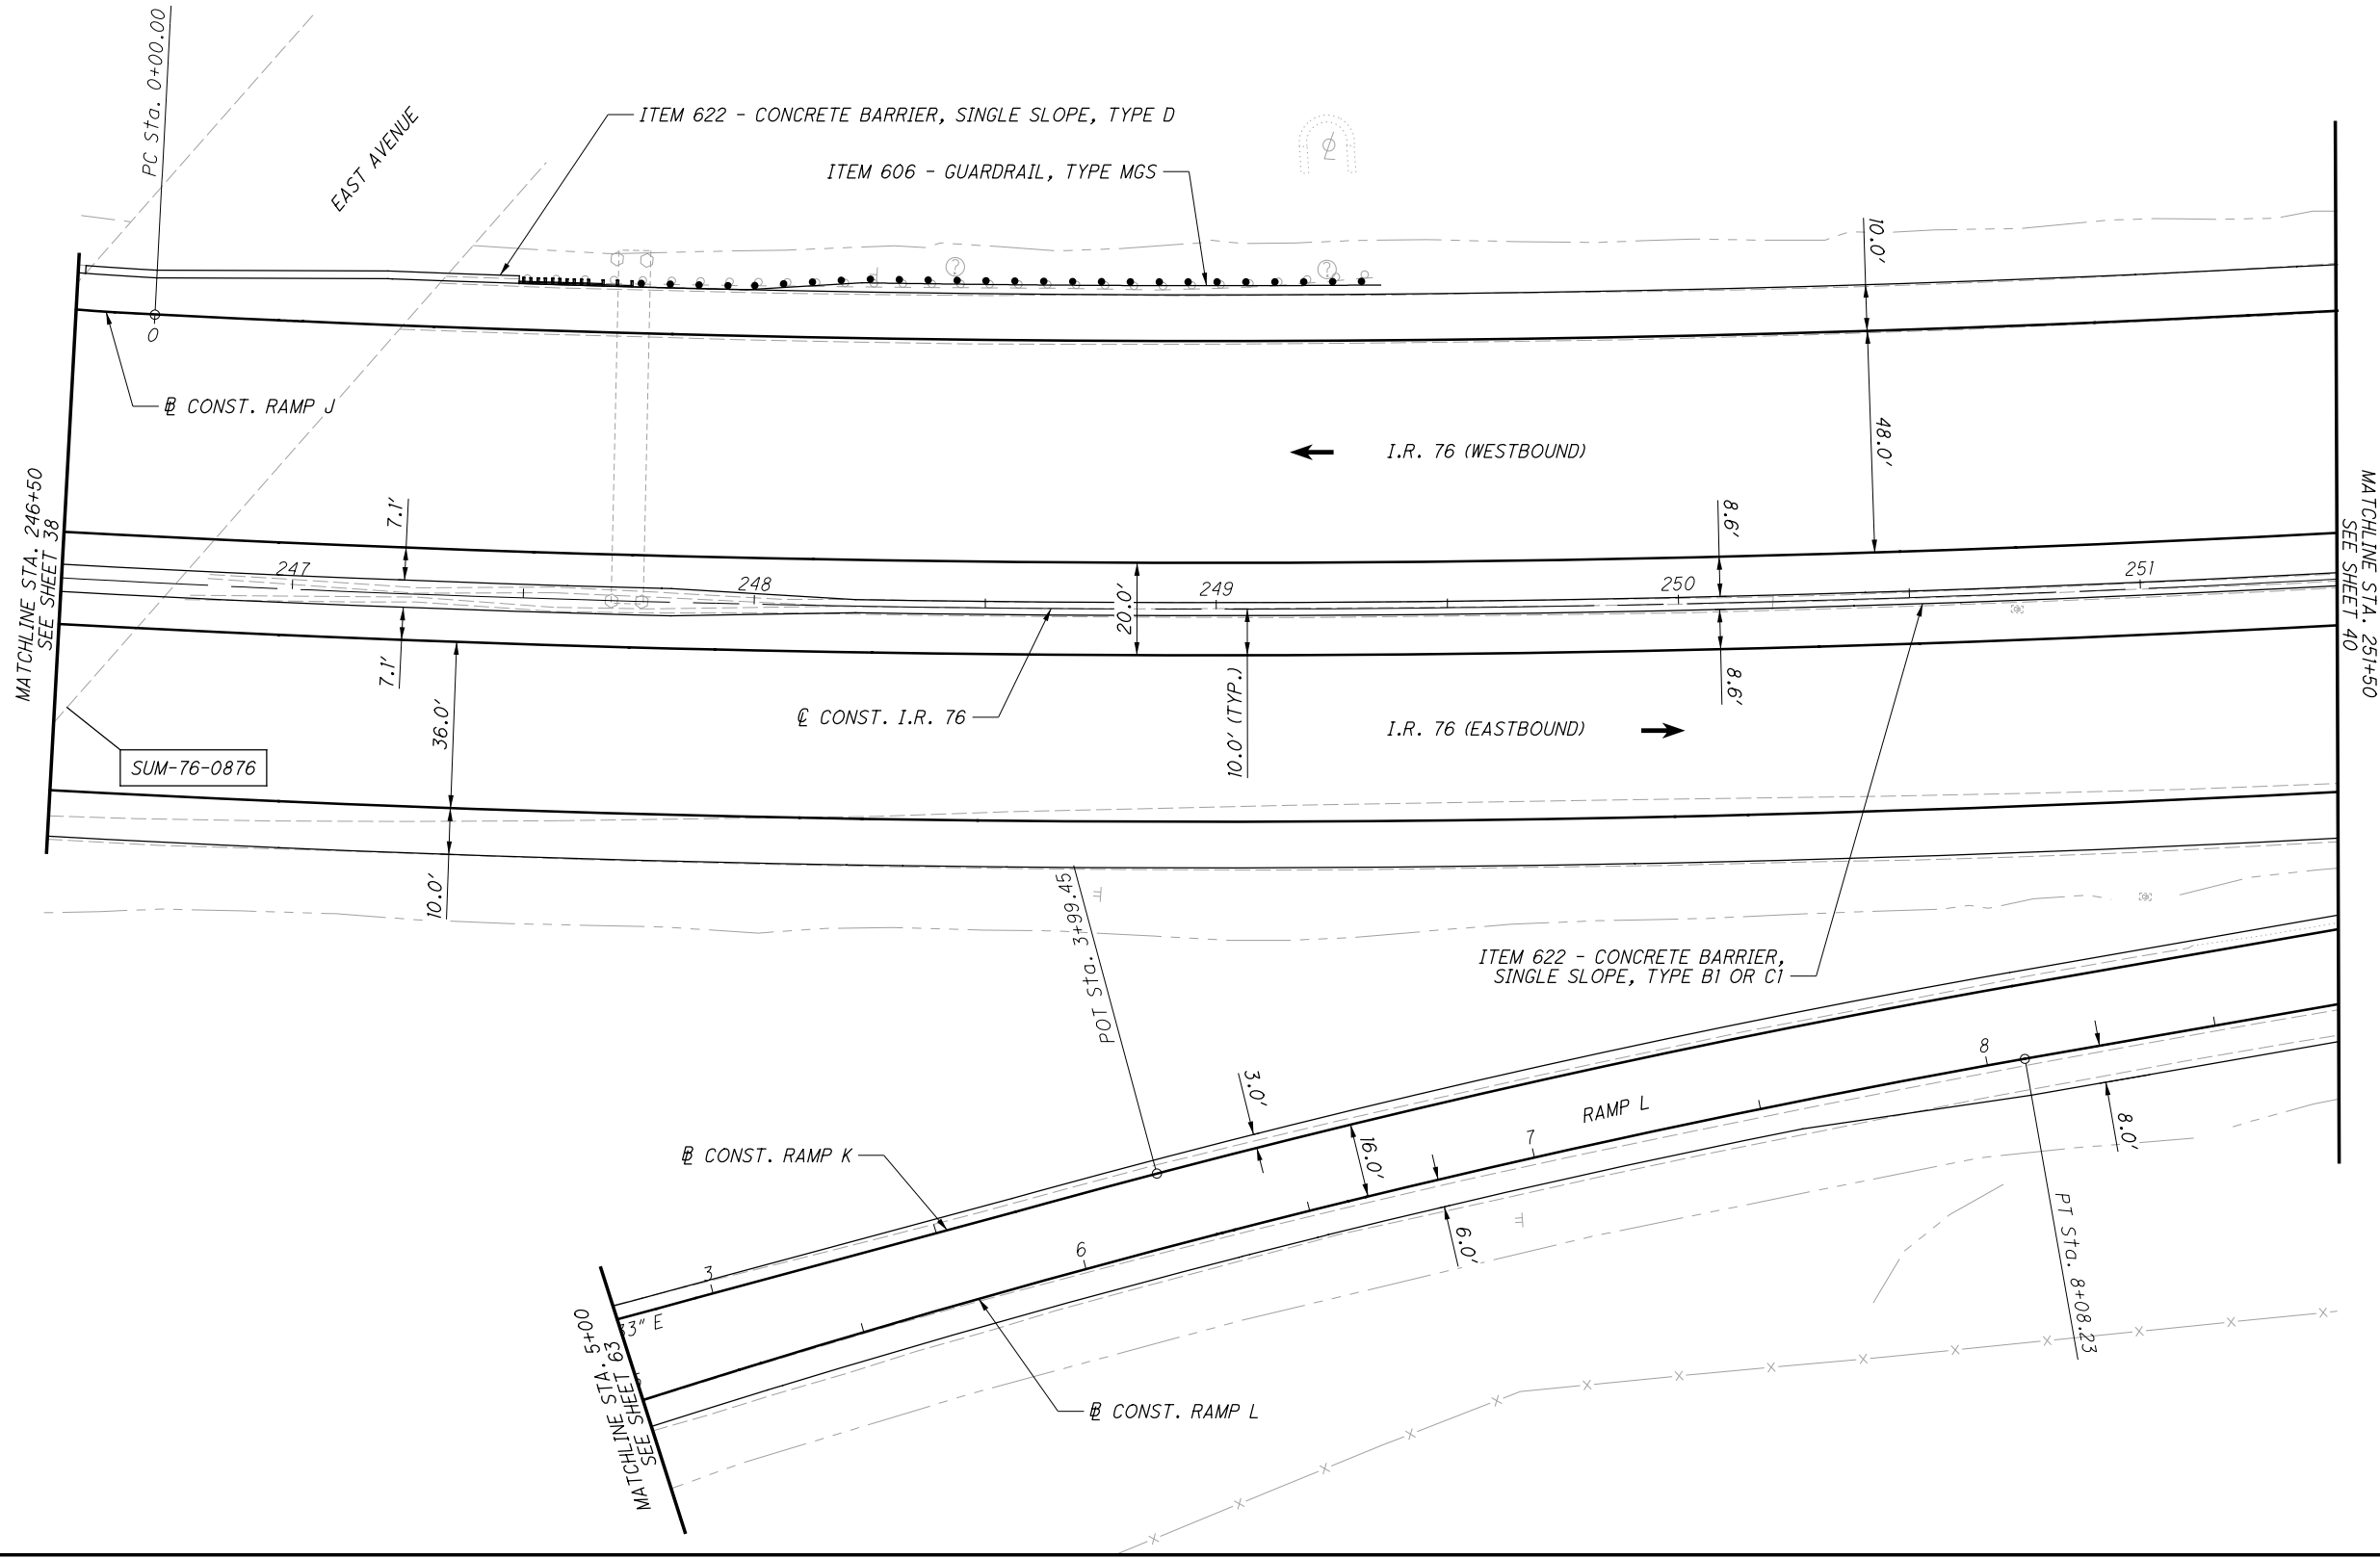 PC Sta. 0+00.00
EAST AVENUE
ITEM 622 - CONCRETE BARRIER, SINGLE SLOPE, TYPE D
ITEM 606 - GUARDRAIL, TYPE MGS
?
?
10.0'
0
℄ CONST. RAMP J
48.0'
I.R. 76 (WESTBOUND)
MATCHLINE STA. 246+50
SEE SHEET 38
7.1'
8.6'
247
248
249
250
251
20.0'
MATCHLINE STA. 251+50
SEE SHEET 40
7.1'
36.0'
℄ CONST. I.R. 76
10.0' (TYP.)
I.R. 76 (EASTBOUND)
8.6'
SUM-76-0876
10.0'
POT Sta. 3+99.45
ITEM 622 - CONCRETE BARRIER,
SINGLE SLOPE, TYPE B1 OR C1
3.0'
RAMP L
8
8.0'
7
16.0'
6.0'
℄ CONST. RAMP K
6
3
33" E
MATCHLINE STA. 5+00
SEE SHEET 63
PT Sta. 8+08.23
℄ CONST. RAMP L